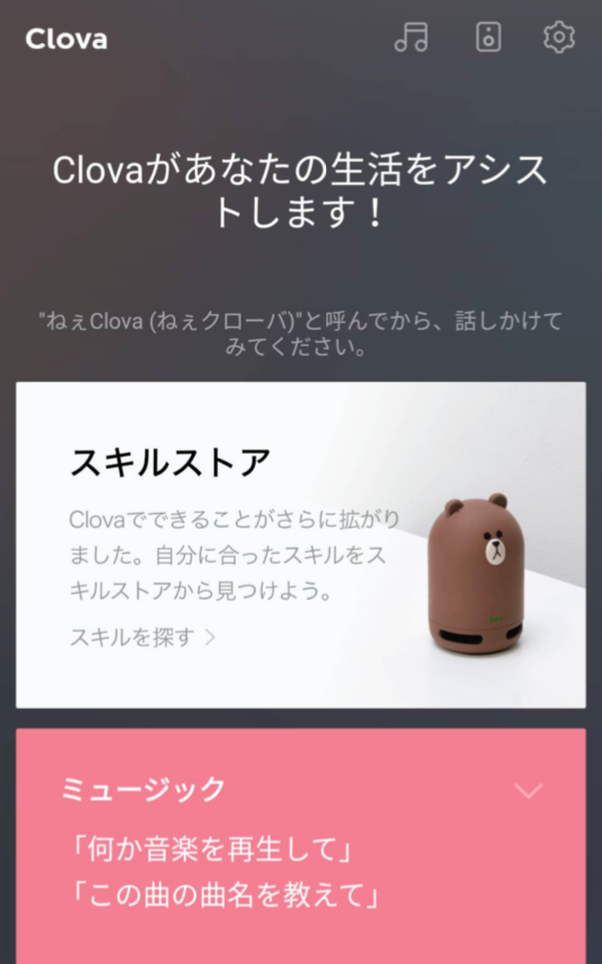 Clova
Clovaがあなたの生活をアシス
トします！
"ねぇClova (ねぇクローバ)"と呼んでから、話しかけて
みてください。
スキルストア
Clovaでできることがさらに拡がり
ました。自分に合ったスキルをス
キルストアから見つけよう。
スキルを探す
ミュージック
「何か音楽を再生して」
「この曲の曲名を教えて」